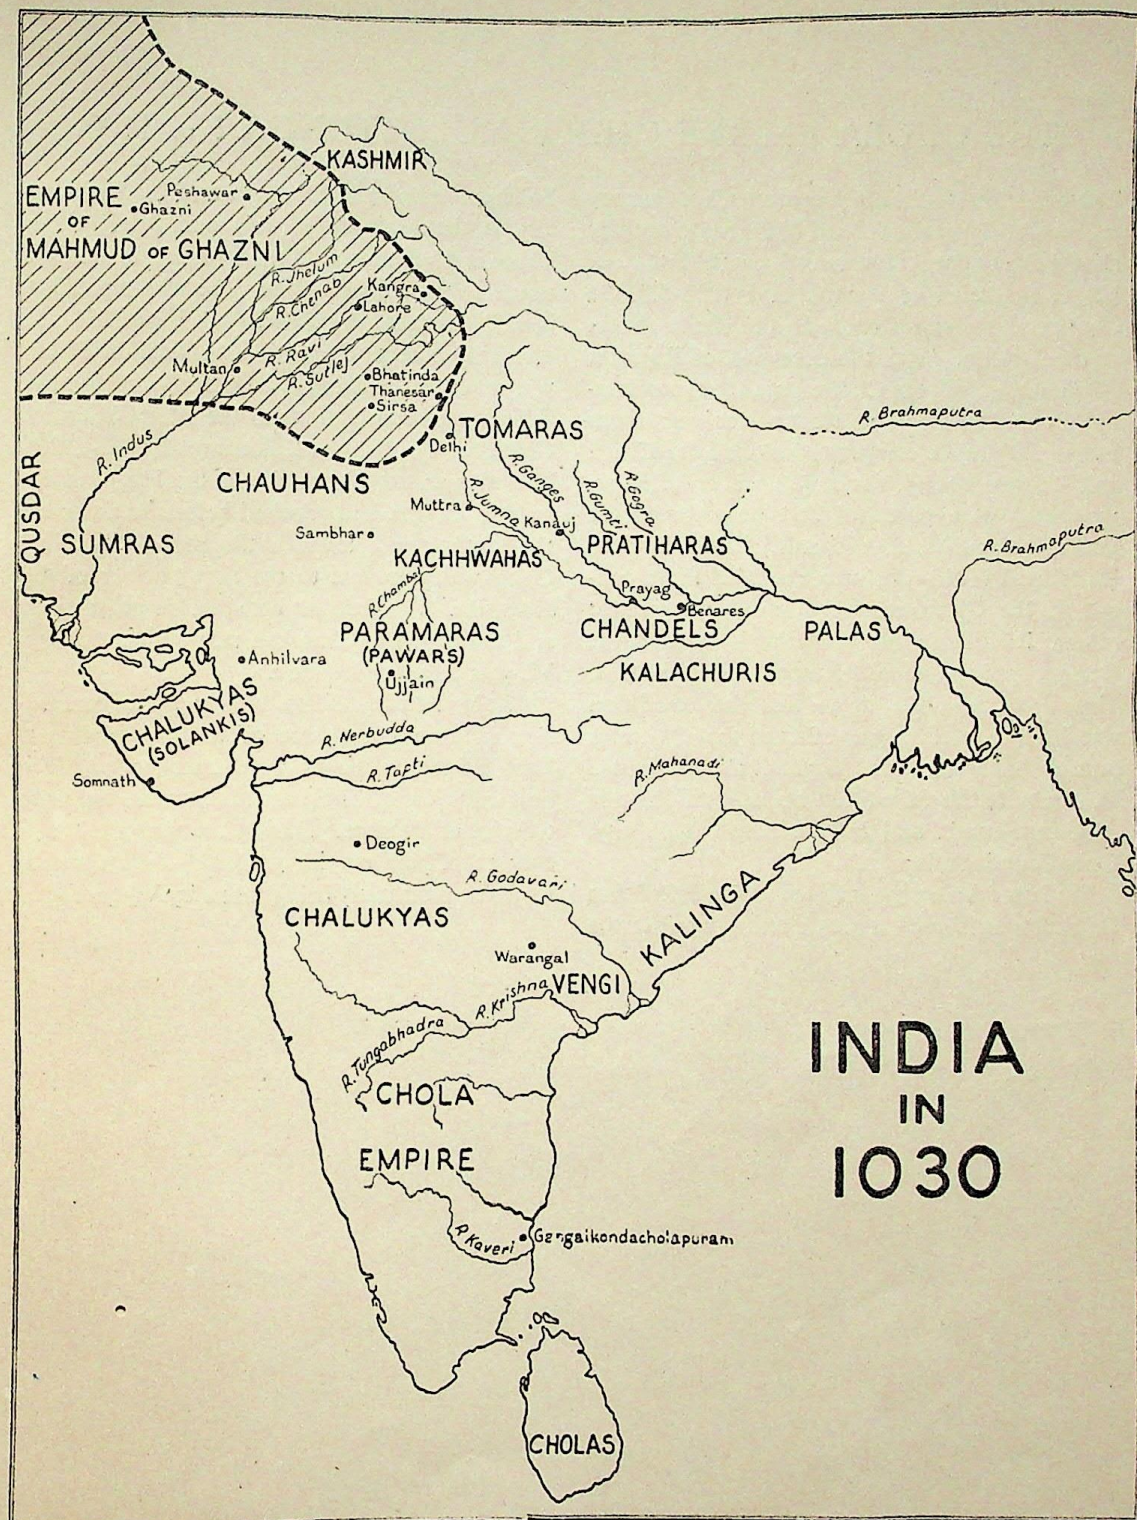 KASHMIR
EMPIRE
OF
MAHMUD OF GHAZNI
Peshawar
Ghazni
R. Jhelum
R. Chenab
Kangra
Lahore
R. Ravi
R. Sutlej
Multan
Bhatinda
Thanesar
Sirsa
R. Brahmaputra
TOMARAS
Delhi
R. Indus
QUSDAR
CHAUHANS
R. Ganges
R. Jumna
R. Gumti
R. Gogra
Muttra
Kanauj
Sambhar
SUMRAS
PRATIHARAS
R. Brahmaputra
KACHHWAHAS
R. Chambal
Prayag
Benares
PARAMARAS
(PAWARS)
CHANDELS
PALAS
Anhilvara
Ujjain
KALACHURIS
CHALUKYAS
(SOLANKIS)
R. Nerbudda
Somnath
R. Tapti
R. Mahanadi
Deogir
R. Godavari
CHALUKYAS
KALINGA
Warangal
VENGI
R. Krishna
R. Tungabhadra
INDIA
IN
1030
CHOLA
EMPIRE
R Kaveri
Gangaikondacholapuram
CHOLAS